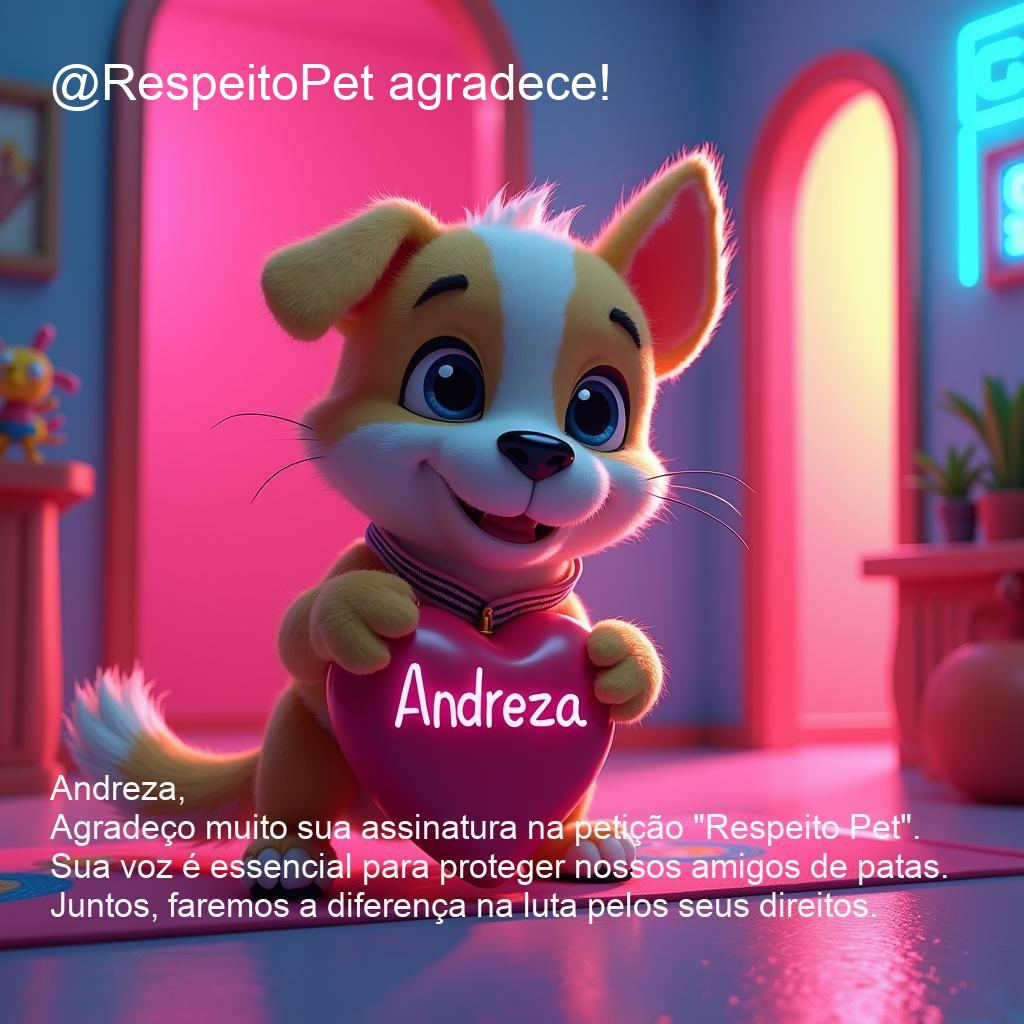 @RespeitoPet agradece!
Andreza
Andreza,
Agradeço muito sua assinatura na petição "Respeito Pet".
Sua voz é essencial para proteger nossos amigos de patas.
Juntos, faremos a diferença na luta pelos seus direitos.